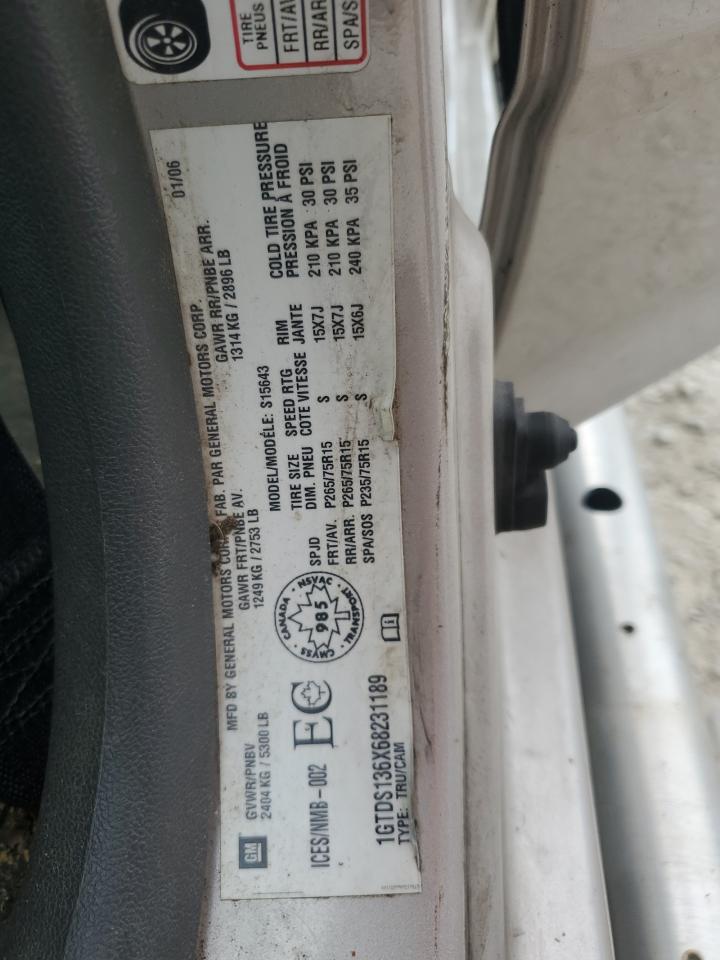 TIRE
PNEUS
FRT/AV
RR/AR
SPA/S
01/06
MFD BY GENERAL MOTORS CORP. FAB. PAR GENERAL MOTORS CORP.
GM
GVWR/PNBV GAWR FRT/PNBE AV. GAWR RR/PNBE ARR.
2404 KG / 5300 LB 1249 KG / 2753 LB 1314 KG / 2896 LB
MODEL/MODÈLE: S15643
TIRE SIZE SPEED RTG RIM COLD TIRE PRESSURE
DIM. PNEU COTE VITESSE JANTE PRESSION À FROID
SPJD
FRT/AV. P265/75R15 S 15X7J 210 KPA 30 PSI
RR/ARR. P265/75R15 S 15X7J 210 KPA 30 PSI
SPA/SOS P235/75R15 S 15X6J 240 KPA 35 PSI
ICES/NMB-002
EC
CANADA · NSVAC · TRANSPORT · CMVSS
985
1GTDS136X68231189
TYPE: TRU/CAM